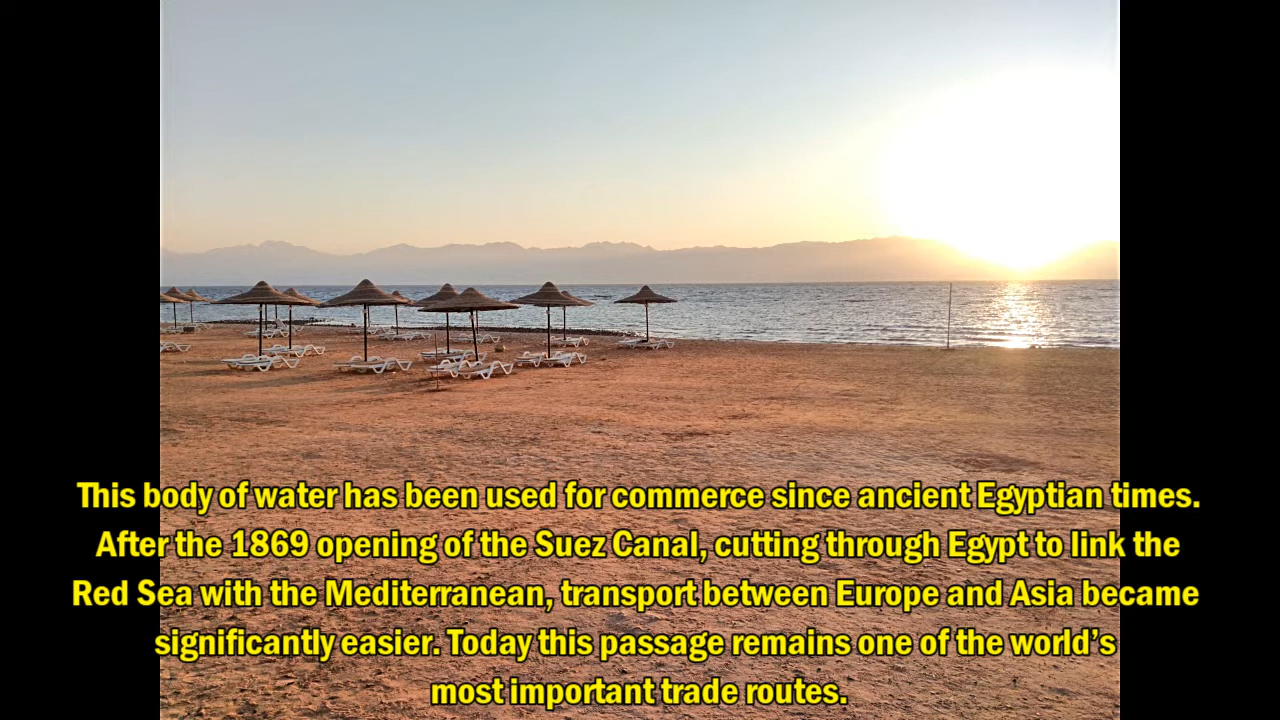 This body of water has been used for commerce since ancient Egyptian times.
After the 1869 opening of the Suez Canal, cutting through Egypt to link the
Red Sea with the Mediterranean, transport between Europe and Asia became
significantly easier. Today this passage remains one of the world’s
most important trade routes.